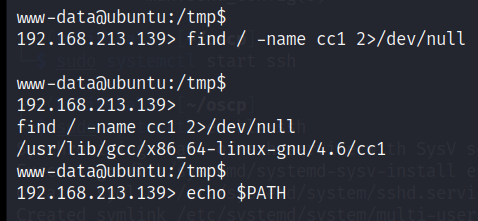 www-data@ubuntu:/tmp$
192.168.213.139> find / -name cc1 2>/dev/null
www-data@ubuntu:/tmp$
192.168.213.139>
find / -name cc1 2>/dev/null
/usr/lib/gcc/x86_64-linux-gnu/4.6/cc1
www-data@ubuntu:/tmp$
192.168.213.139> echo $PATH